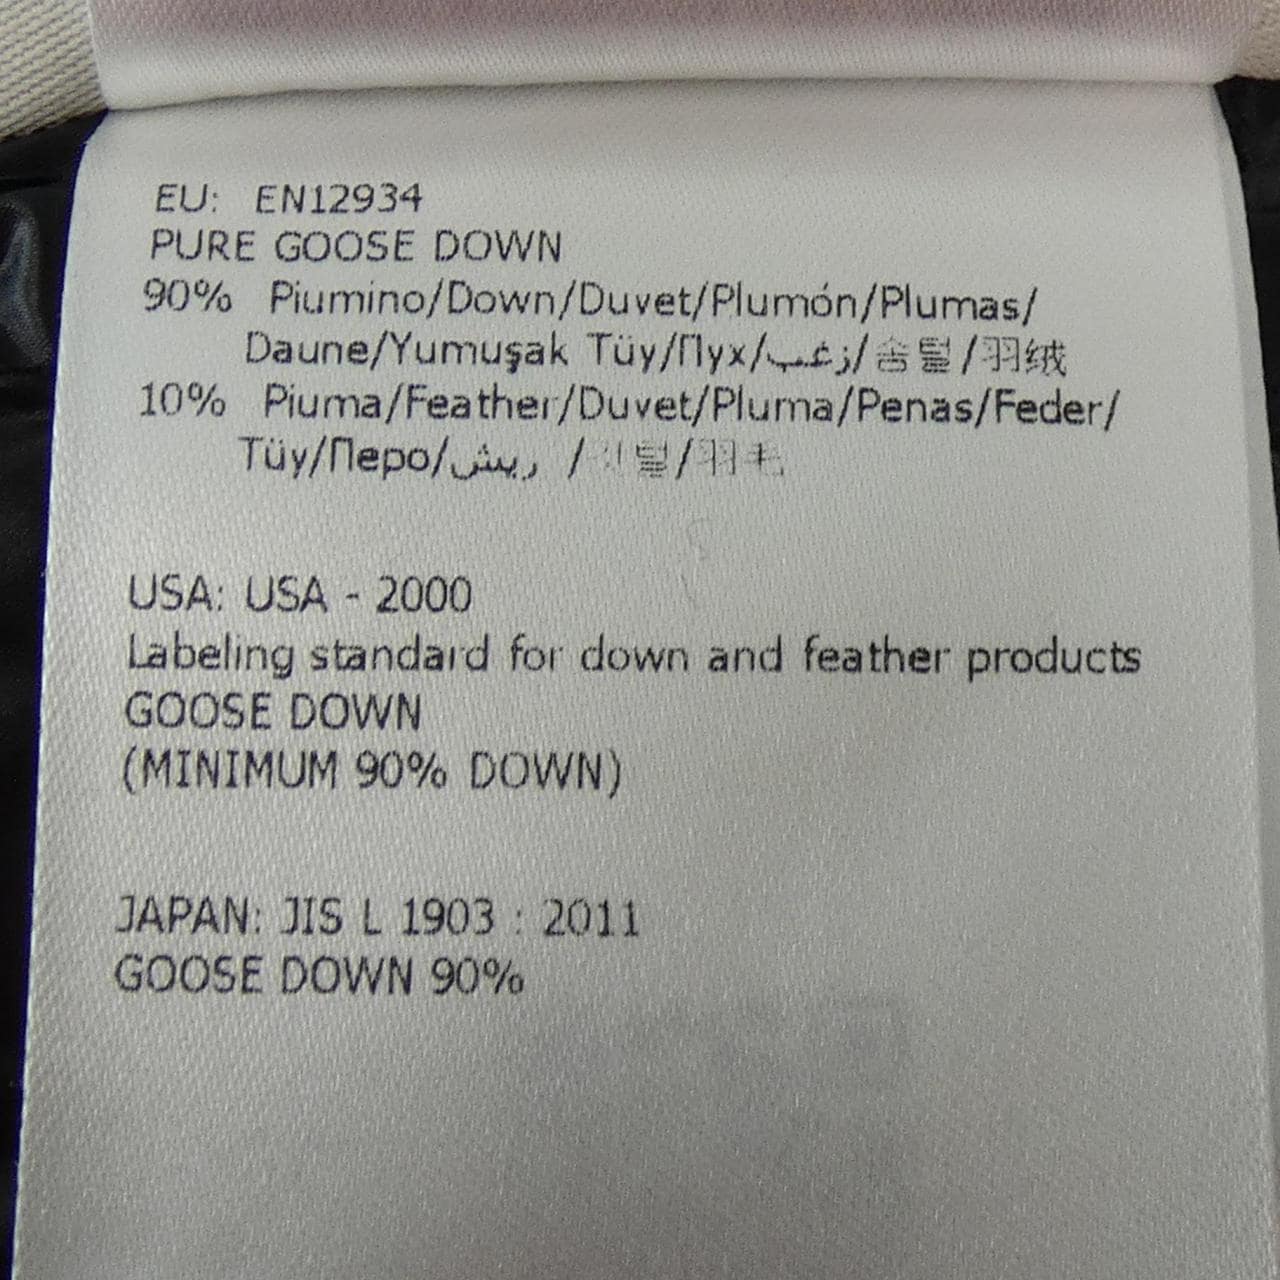 EU: EN12934
PURE GOOSE DOWN
90% Piumino/Down/Duvet/Plumón/Plumas/
Daune/Yumuşak Tüy/Пух/زغب/솜털/羽绒
10% Piuma/Feather/Duvet/Pluma/Penas/Feder/
Tüy/Перо/ريش /깃털/羽毛
USA: USA - 2000
Labeling standard for down and feather products
GOOSE DOWN
(MINIMUM 90% DOWN)
JAPAN: JIS L 1903 : 2011
GOOSE DOWN 90%